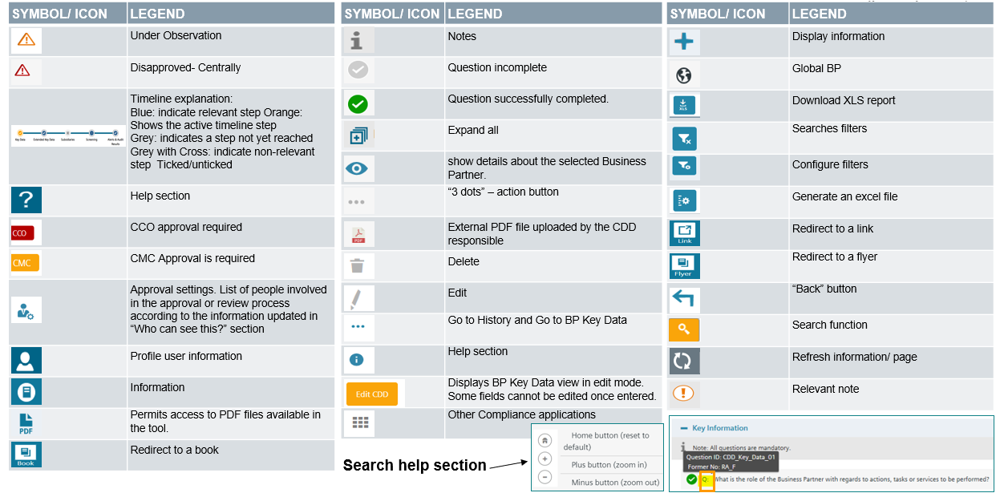 SYMBOL/ ICON LEGEND
Under Observation
Disapproved- Centrally
Timeline explanation:
Blue: indicate relevant step Orange:
Shows the active timeline step
Grey: indicates a step not yet reached
Grey with Cross: indicate non-relevant
step Ticked/unticked
Key Data Extended Key Data Subsidiaries Screening Alerts & Audit
Results
? Help section
CCO CCO approval required
CMC CMC Approval is required
Approval settings. List of people involved
in the approval or review process
according to the information updated in
“Who can see this?” section
Profile user information
Information
Permits access to PDF files available in
the tool.
PDF
Redirect to a book
Book
SYMBOL/ ICON LEGEND
Notes
Question incomplete
Question successfully completed.
Expand all
show details about the selected Business
Partner.
“3 dots” – action button
External PDF file uploaded by the CDD
responsible
PDF
Delete
Edit
Go to History and Go to BP Key Data
Help section
Displays BP Key Data view in edit mode.
Some fields cannot be edited once entered.
Edit CDD
Other Compliance applications
Search help section
Home button (reset to
default)
Plus button (zoom in)
Minus button (zoom out)
SYMBOL/ ICON LEGEND
Display information
Global BP
Download XLS report
XLS
Searches filters
Configure filters
Generate an excel file
Redirect to a link
Link
Redirect to a flyer
Flyer
“Back” button
Search function
Refresh information/ page
Relevant note
Key Information
Note: All questions are mandatory.
Question ID: CDD_Key_Data_01
Former No: RA_F
Q: What is the role of the Business Partner with regards to actions, tasks or services to be performed?